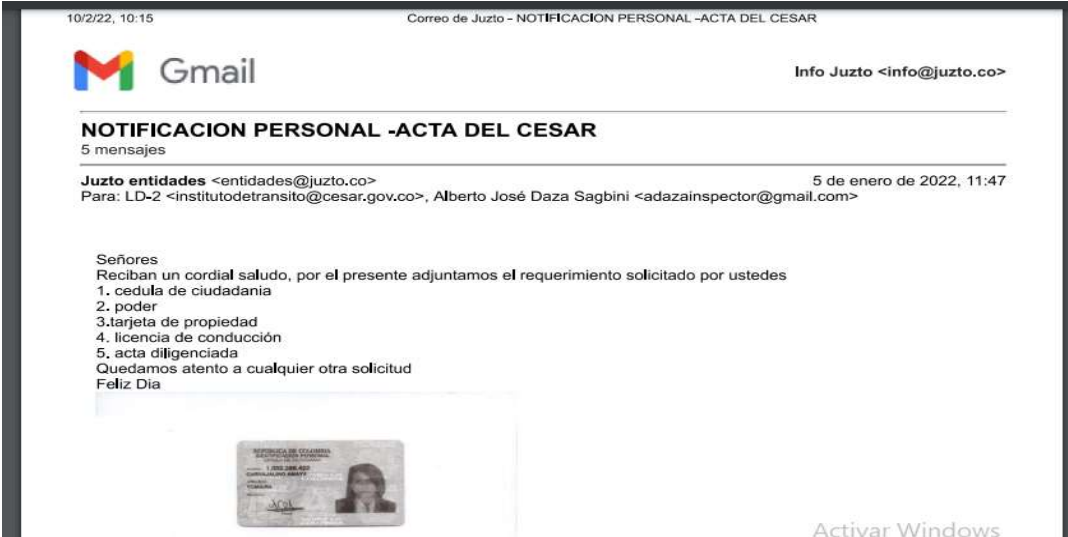 10/2/22, 10:15 Correo de Juzto - NOTIFICACION PERSONAL -ACTA DEL CESAR
Gmail
Info Juzto <info@juzto.co>
NOTIFICACION PERSONAL -ACTA DEL CESAR
5 mensajes
Juzto entidades <entidades@juzto.co> 5 de enero de 2022, 11:47
Para: LD-2 <institutodetransito@cesar.gov.co>, Alberto José Daza Sagbini <adazainspector@gmail.com>
Señores
Reciban un cordial saludo, por el presente adjuntamos el requerimiento solicitado por ustedes
1. cedula de ciudadania
2. poder
3.tarjeta de propiedad
4. licencia de conducción
5. acta diligenciada
Quedamos atento a cualquier otra solicitud
Feliz Dia
REPUBLICA DE COLOMBIA
IDENTIFICACION PERSONAL
Activar Windows